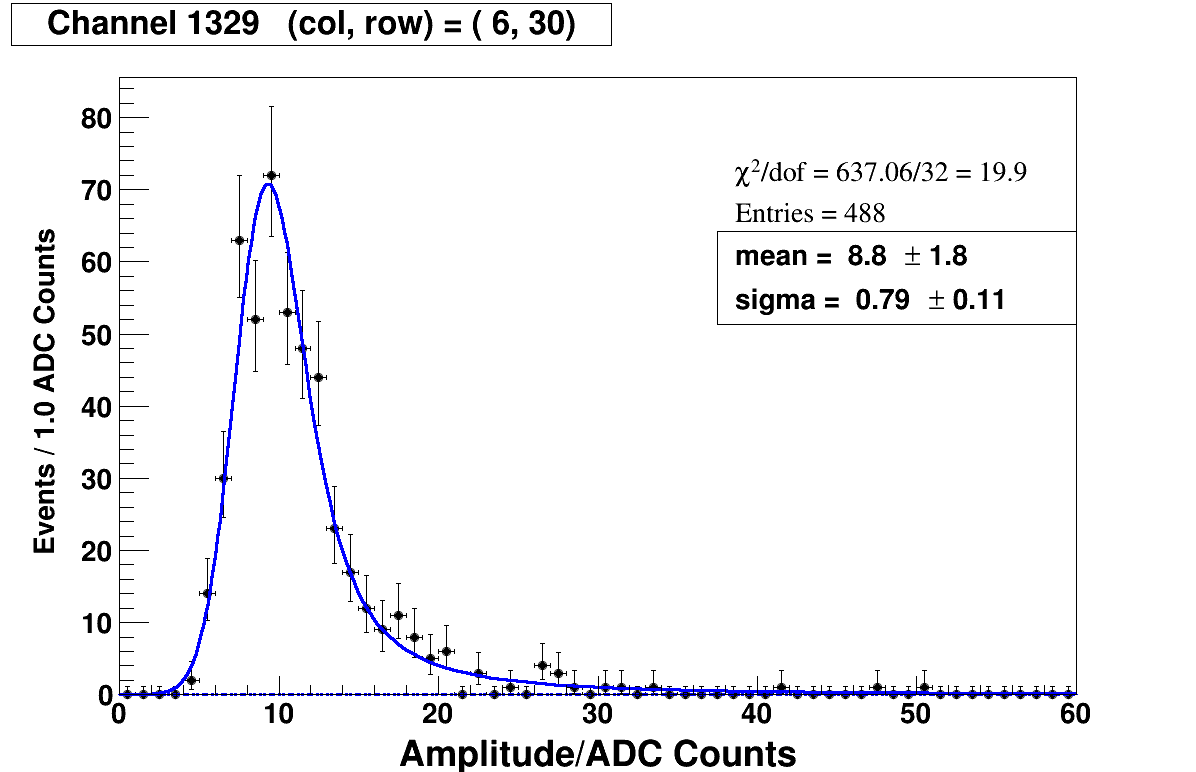 Channel 1329 (col, row) = ( 6, 30)
χ²/dof = 637.06/32 = 19.9
Entries = 488
mean = 8.8 ± 1.8
sigma = 0.79 ± 0.11
Events / 1.0 ADC Counts
80
70
60
50
40
30
20
10
0
0 10 20 30 40 50 60
Amplitude/ADC Counts